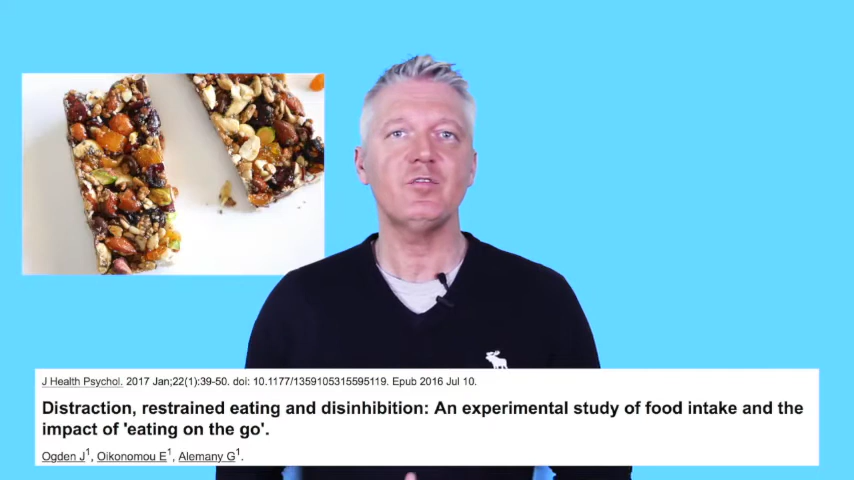 J Health Psychol. 2017 Jan;22(1):39-50. doi: 10.1177/1359105315595119. Epub 2016 Jul 10.
Distraction, restrained eating and disinhibition: An experimental study of food intake and the
impact of 'eating on the go'.
Ogden J1, Oikonomou E1, Alemany G1.